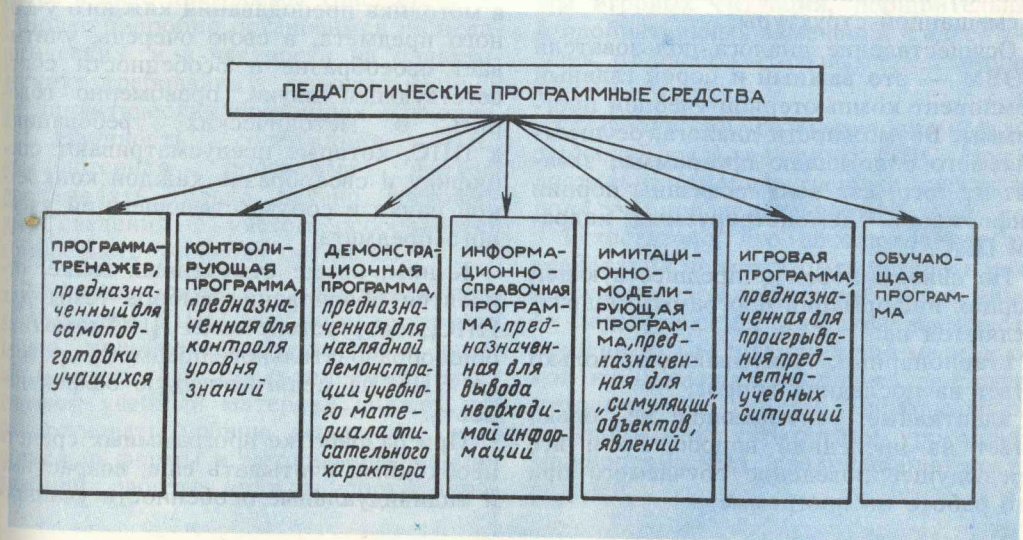 ПЕДАГОГИЧЕСКИЕ ПРОГРАММНЫЕ СРЕДСТВА
ПРОГРАММА-
ТРЕНАЖЕР,
предназна-
ченный для
самопод-
готовки
учащихся
КОНТРОЛИ-
РУЮЩАЯ
ПРОГРАММА,
предназна-
ченная для
контроля
уровня
знаний
ДЕМОНСТРА-
ЦИОННАЯ
ПРОГРАММА,
предназна-
ченная для
наглядной
демонстра-
ции учебно-
го мате-
риала опи-
сательного
характера
ИНФОРМА-
ЦИОННО-
СПРАВОЧНАЯ
ПРОГРАМ-
МА, пред-
назначен-
ная для
вывода
необходи-
мой инфор-
мации
ИМИТАЦИ-
ОННО-
МОДЕЛИ-
РУЮЩАЯ
ПРОГРАМ-
МА, пред-
назначен-
ная для
„симуляции"
объектов,
явлений
ИГРОВАЯ
ПРОГРАММА,
предназна-
ченная для
проигрыва-
ния пред-
метно-
учебных
ситуаций
ОБУЧАЮ-
ЩАЯ
ПРОГРАМ-
МА